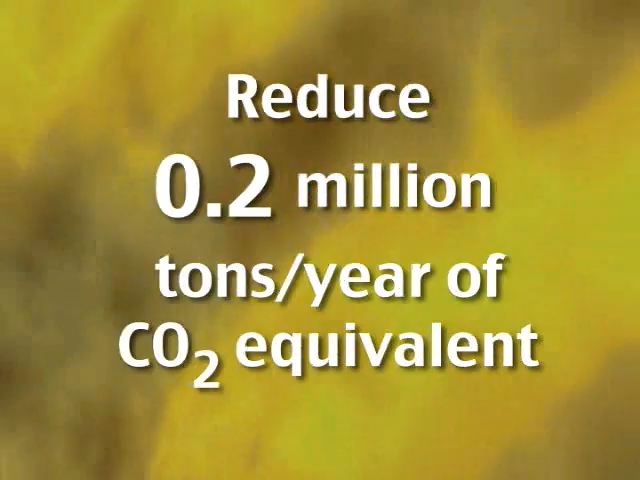 Reduce
0.2 million
tons/year of
CO₂ equivalent